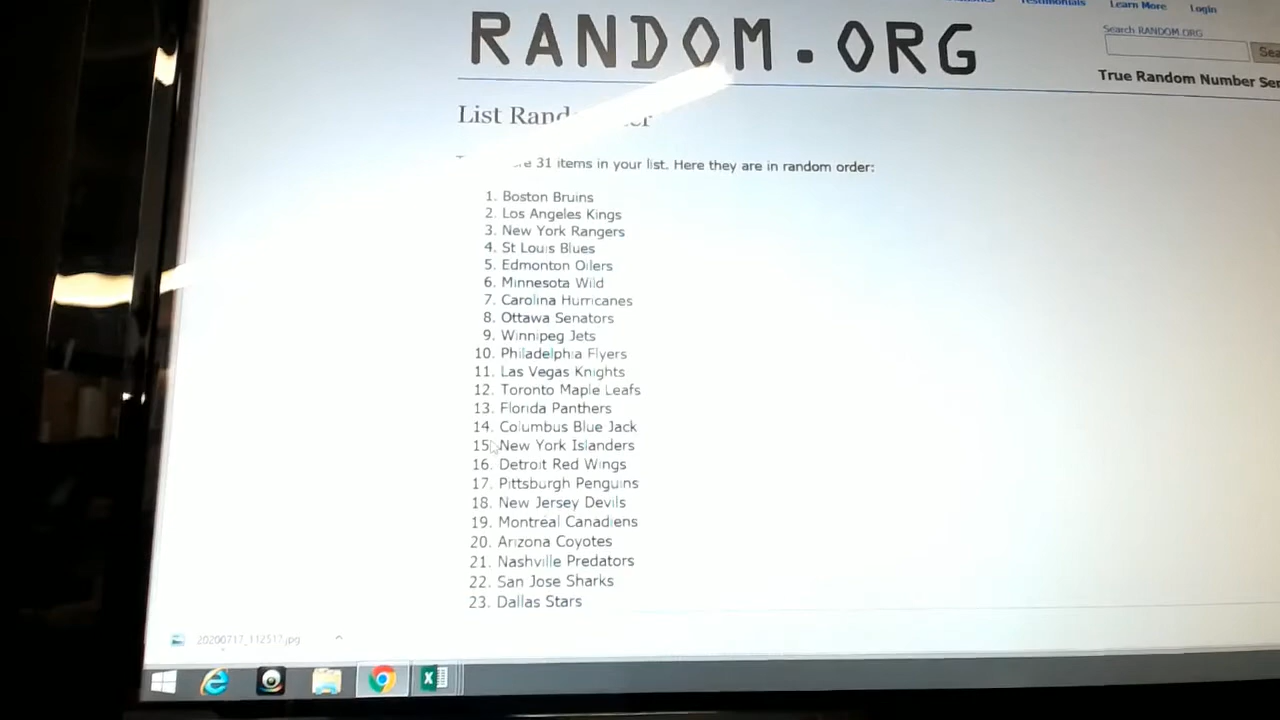 Testimonials Learn More Login
RANDOM.ORG
Search RANDOM.ORG
True Random Number
List
31 items in your list. Here they are in random order:
1. Boston Bruins
2. Los Angeles Kings
3. New York Rangers
4. St Louis Blues
5. Edmonton Oilers
6. Minnesota Wild
7. Carolina Hurricanes
8. Ottawa Senators
9. Winnipeg Jets
10. Philadelphia Flyers
11. Las Vegas Knights
12. Toronto Maple Leafs
13. Florida Panthers
14. Columbus Blue Jack
15. New York Islanders
16. Detroit Red Wings
17. Pittsburgh Penguins
18. New Jersey Devils
19. Montreal Canadiens
20. Arizona Coyotes
21. Nashville Predators
22. San Jose Sharks
23. Dallas Stars
20200717_112517.jpg